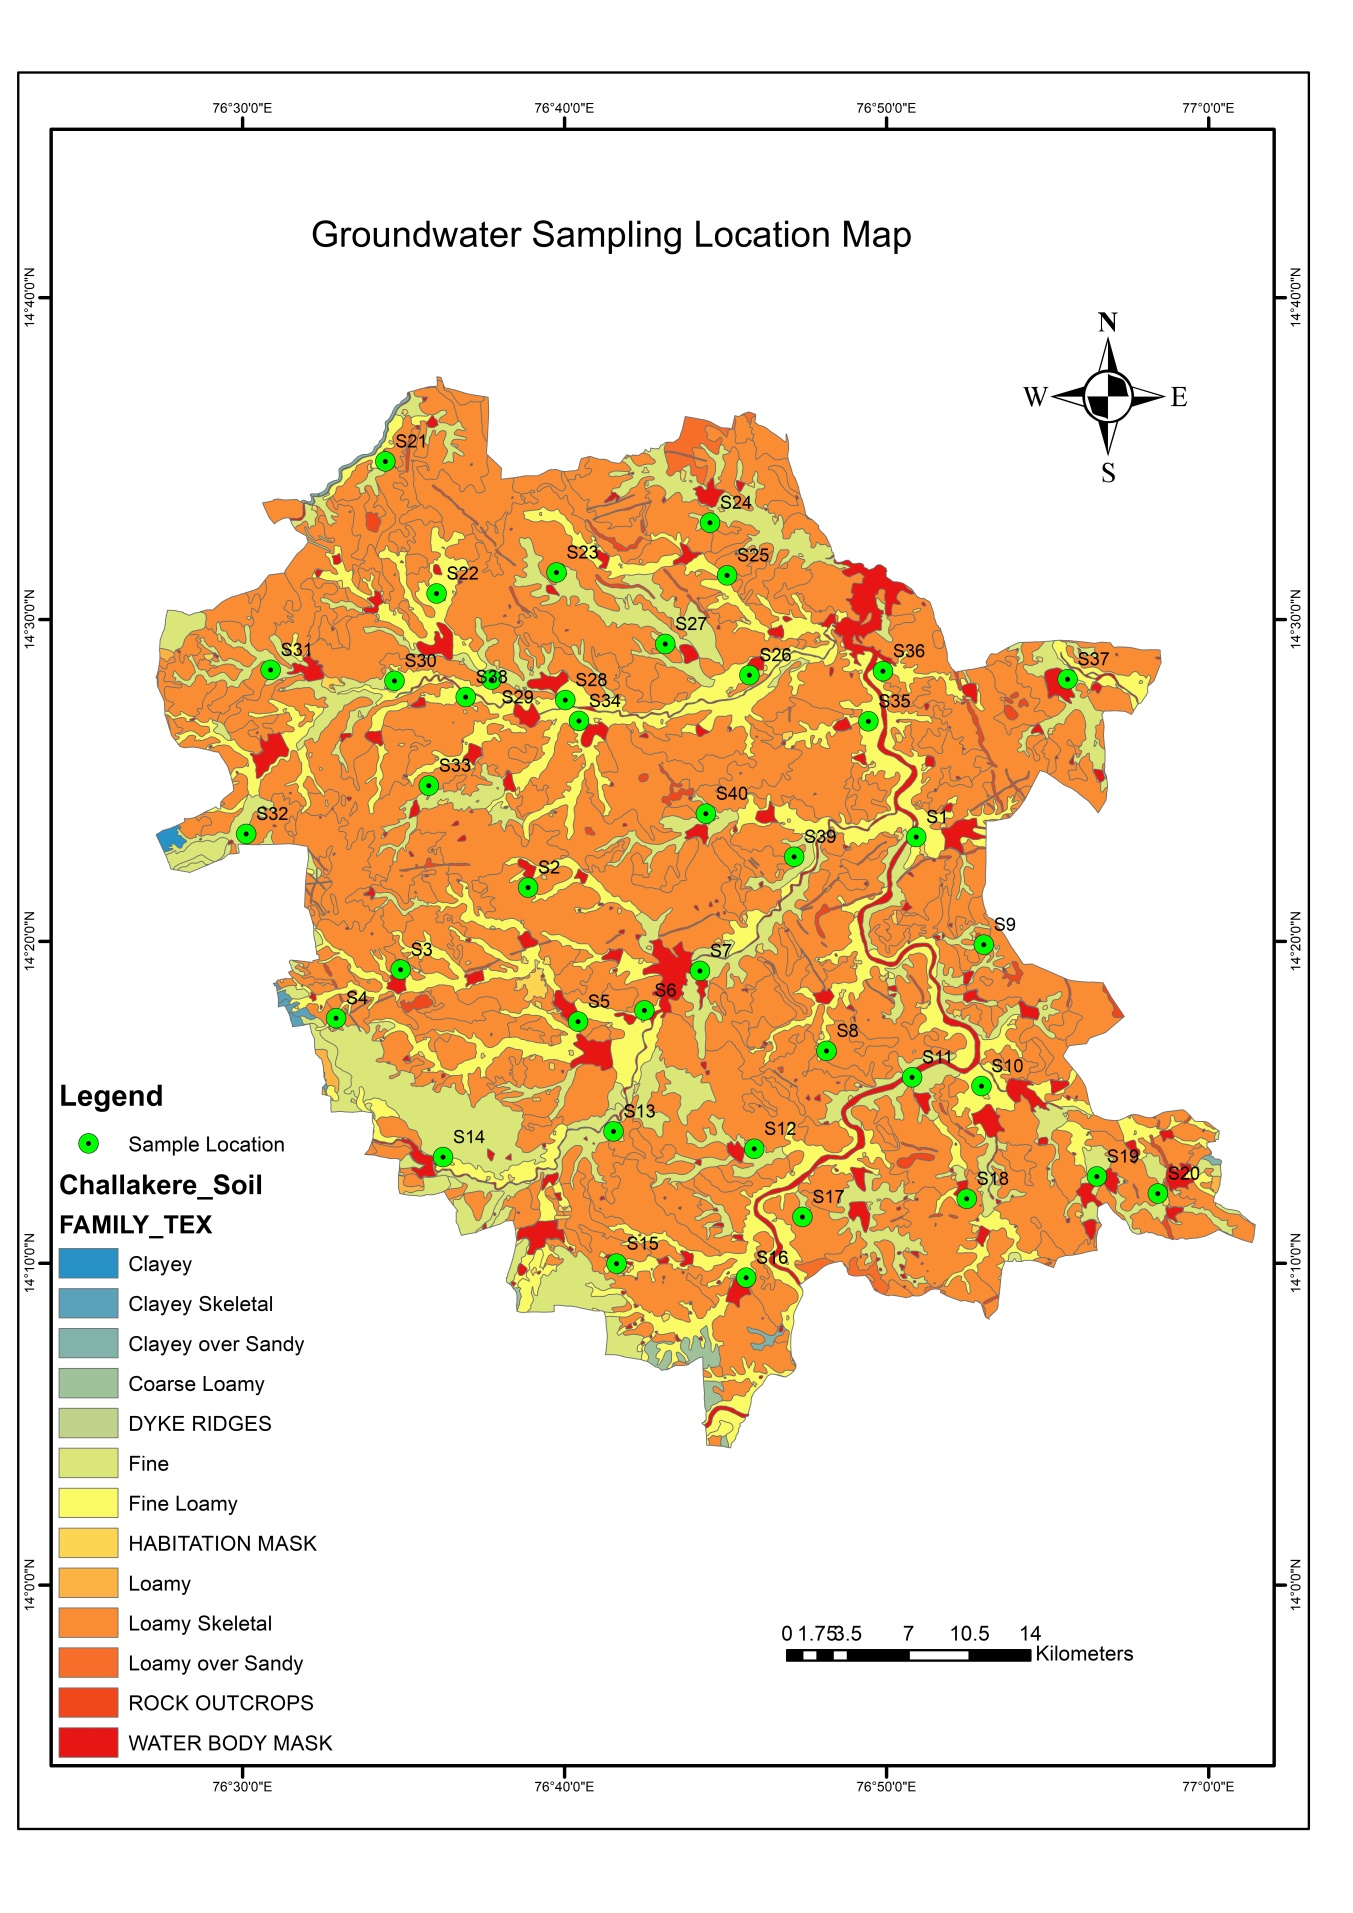 76°30'0"E 76°40'0"E 76°50'0"E 77°0'0"E
Groundwater Sampling Location Map
14°40'0"N 14°40'0"N
N
W E
S
S21
S24
S23
S25
S22
14°30'0"N 14°30'0"N
S27
S31 S30 S26 S36 S37
S38 S28
S29 S34 S35
S33
S40
S32 S39 S1
S2
14°20'0"N 14°20'0"N
S9
S3 S7
S4 S5 S6
S8
S11 S10
Legend
S13
Sample Location
S14 S12
S19
S20
Challakere_Soil
S18
S17
FAMILY_TEX
S15
S16
14°10'0"N 14°10'0"N
Clayey
Clayey Skeletal
Clayey over Sandy
Coarse Loamy
DYKE RIDGES
Fine
Fine Loamy
HABITATION MASK
14°0'0"N 14°0'0"N
Loamy
Loamy Skeletal
0 1.75 3.5 7 10.5 14
Kilometers
Loamy over Sandy
ROCK OUTCROPS
WATER BODY MASK
76°30'0"E 76°40'0"E 76°50'0"E 77°0'0"E